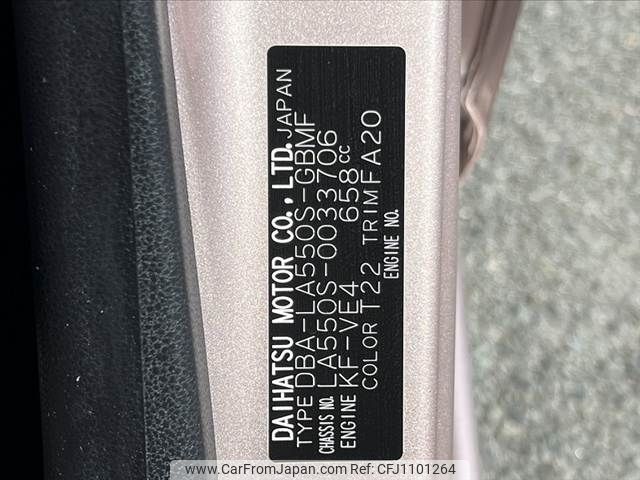 DAIHATSU MOTOR CO., LTD. JAPAN
TYPE DBA-LA550S-GBMF
CHASSIS NO. LA550S-0033706
ENGINE KF-VE4 658cc
COLOR T22 TRIM FA20
ENGINE NO.
www.CarFromJapan.com - CFJ1101264